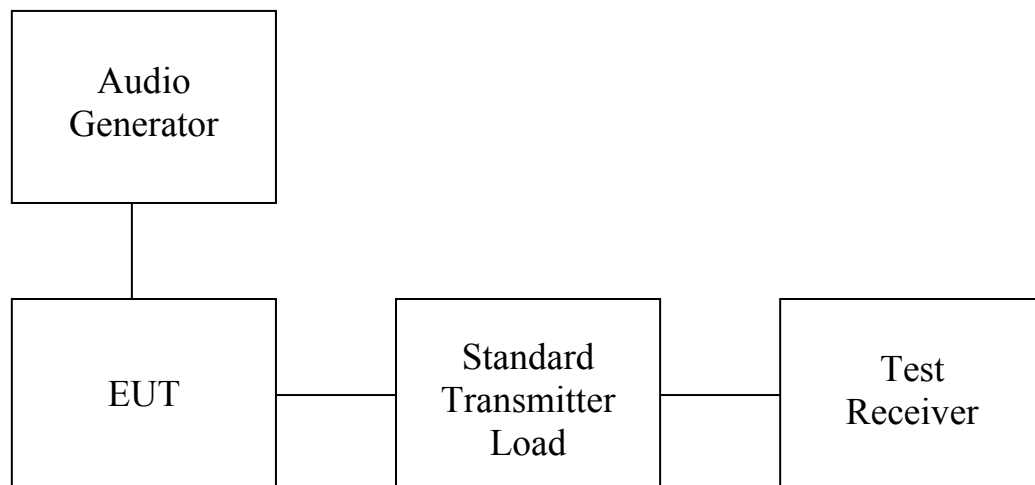 Audio
Generator
EUT
Standard
Transmitter
Load
Test
Receiver